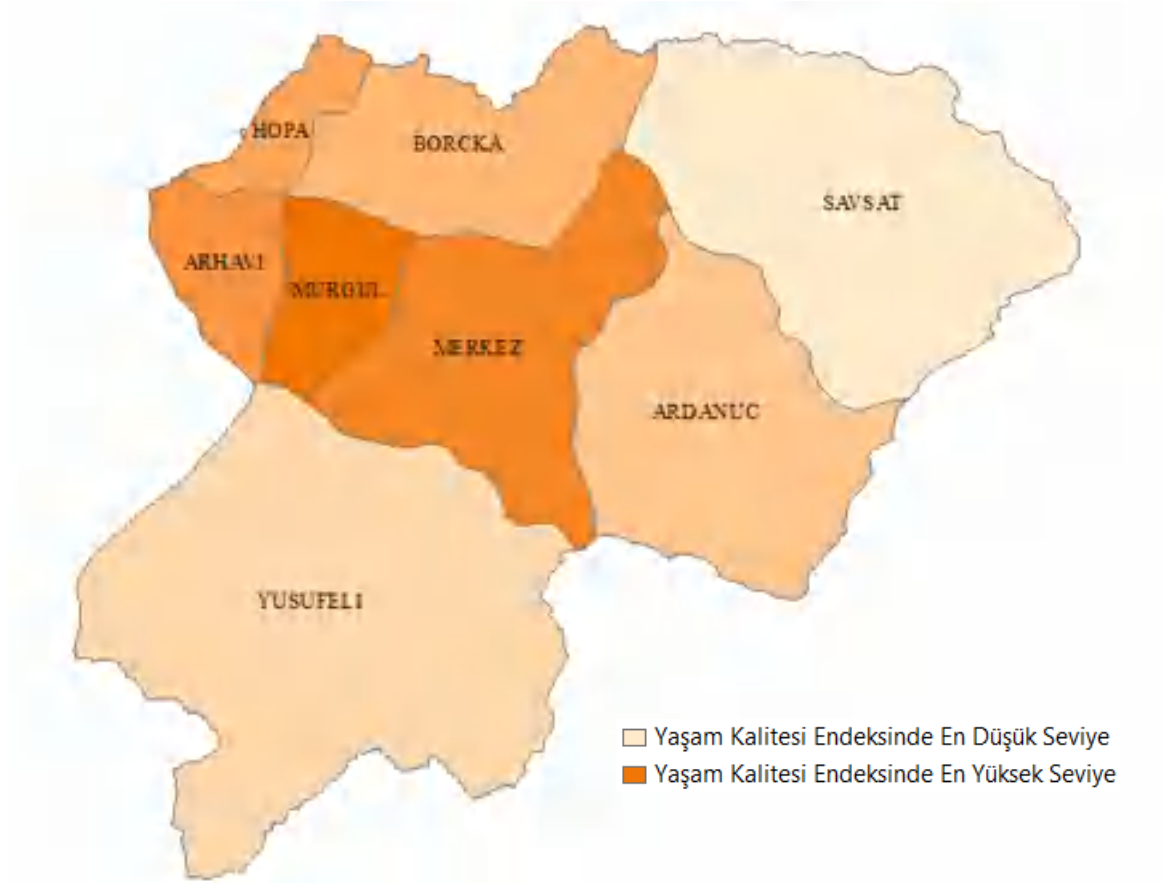 HOPA
BORCKA
SAVSAT
ARHAVI
MURGUL
MERKEZ
ARDANUC
YUSUFELI
Yaşam Kalitesi Endeksinde En Düşük Seviye
Yaşam Kalitesi Endeksinde En Yüksek Seviye